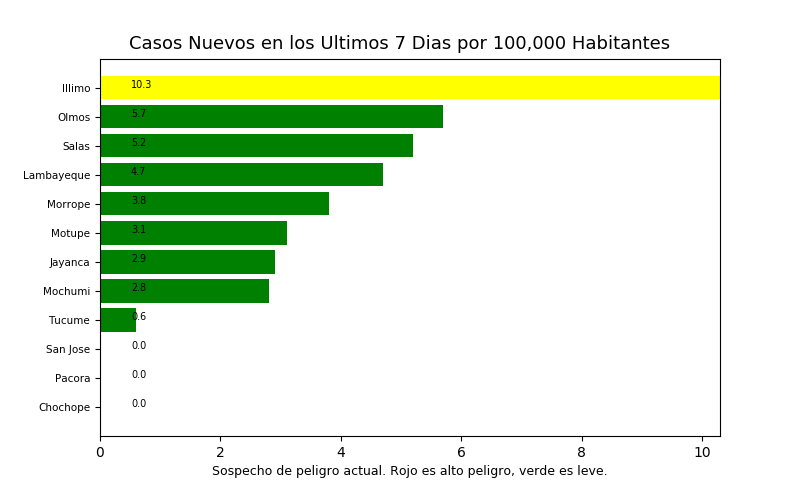 Casos Nuevos en los Ultimos 7 Dias por 100,000 Habitantes
Illimo 10.3
Olmos 5.7
Salas 5.2
Lambayeque 4.7
Morrope 3.8
Motupe 3.1
Jayanca 2.9
Mochumi 2.8
Tucume 0.6
San Jose 0.0
Pacora 0.0
Chochope 0.0
0 2 4 6 8 10
Sospecho de peligro actual. Rojo es alto peligro, verde es leve.